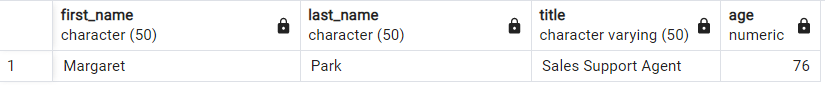 first_name last_name title age
character (50) character (50) character varying (50) numeric
1 Margaret Park Sales Support Agent 76